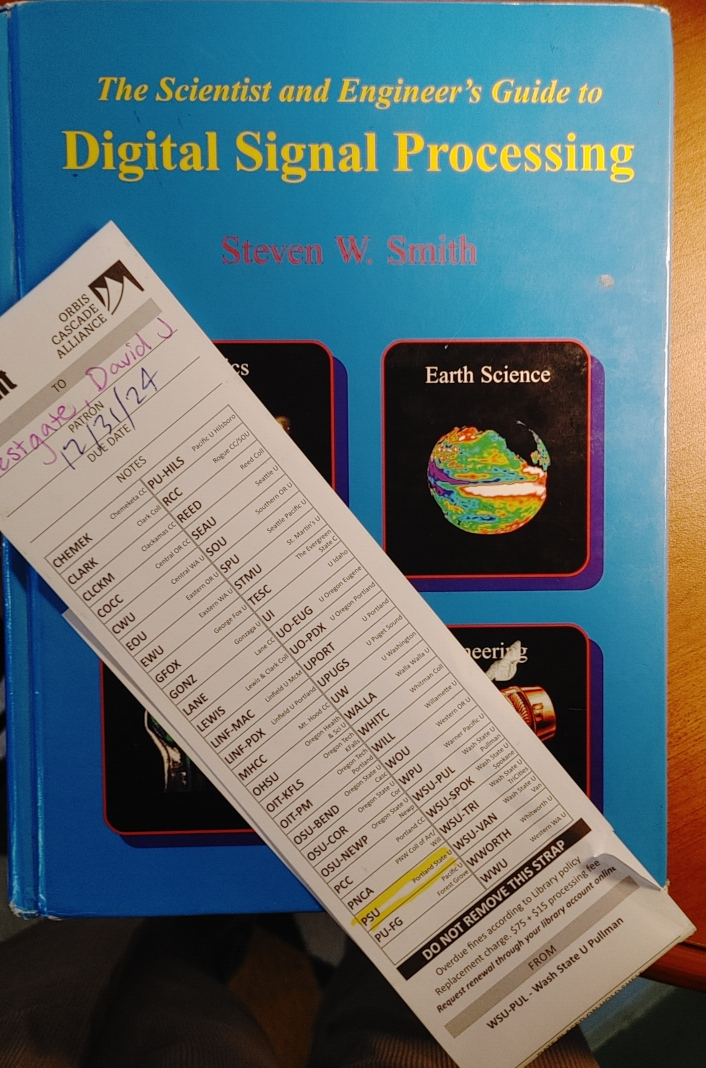 The Scientist and Engineer's Guide to
Digital Signal Processing
Steven W. Smith
Earth Science
ORBIS
CASCADE
ALLIANCE
TO
estgate, David J
PATRON
12/31/24
DUE DATE
NOTES
CHEMEK Chemeketa CC
CLARK Clark Coll
CLCKM Clackamas CC
COCC Central OR CC
CWU Central WA U
EOU Eastern OR U
EWU Eastern WA U
GFOX George Fox U
GONZ Gonzaga U
LANE Lane CC
LEWIS Lewis & Clark Coll
LINF-MAC Linfield U McM
LINF-PDX Linfield U Portland
MHCC Mt. Hood CC
OHSU Oregon Health & Sci U
OIT-KFLS Oregon Tech KFalls
OIT-PM Oregon Tech Portland
OSU-BEND Oregon State U Casc
OSU-COR Oregon State U Cor
OSU-NEWP Oregon State U Newp
PCC Portland CC
PNCA PNW Coll of Art/Will
PSU Portland State U
PU-FG Pacific U Forest Grove
PU-HILS Pacific U Hillsboro
RCC Rogue CC/SOU
REED Reed Coll
SEAU Seattle U
SOU Southern OR U
SPU Seattle Pacific U
STMU St. Martin's U
TESC The Evergreen State C
UI U Idaho
UO-EUG U Oregon Eugene
UO-PDX U Oregon Portland
UPORT U Portland
UPUGS U Puget Sound
UW U Washington
WALLA Walla Walla U
WHITC Whitman Coll
WILL Willamette U
WOU Western OR U
WPU Warner Pacific U
WSU-PUL Wash State U Pullman
WSU-SPOK Wash State U Spokane
WSU-TRI Wash State U TriCities
WSU-VAN Wash State U Van
WWORTH Whitworth U
WWU Western WA U
DO NOT REMOVE THIS STRAP
Overdue fines according to Library policy
Replacement charge. $75 + $15 processing fee
Request renewal through your library account online
FROM
WSU-PUL - Wash State U Pullman